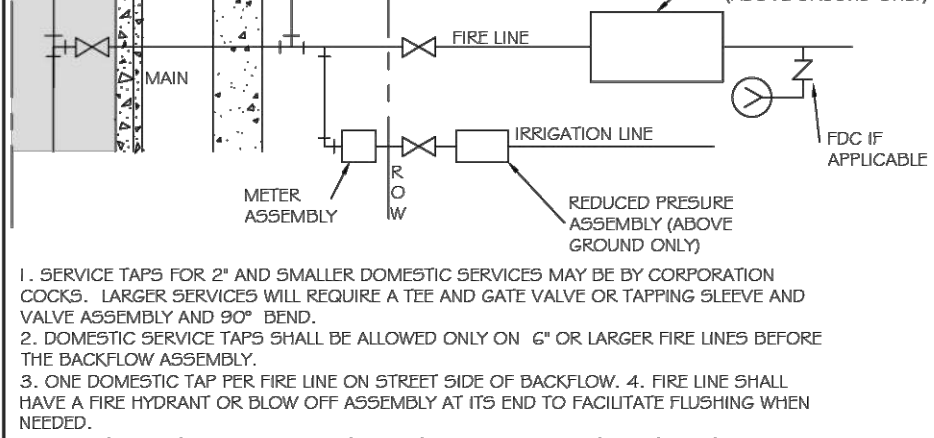 (ABOVE GROUND ONLY)
FIRE LINE
MAIN
IRRIGATION LINE
FDC IF
APPLICABLE
METER
ASSEMBLY
R
O
W
REDUCED PRESURE
ASSEMBLY (ABOVE
GROUND ONLY)
1. SERVICE TAPS FOR 2" AND SMALLER DOMESTIC SERVICES MAY BE BY CORPORATION
COCKS. LARGER SERVICES WILL REQUIRE A TEE AND GATE VALVE OR TAPPING SLEEVE AND
VALVE ASSEMBLY AND 90° BEND.
2. DOMESTIC SERVICE TAPS SHALL BE ALLOWED ONLY ON 6" OR LARGER FIRE LINES BEFORE
THE BACKFLOW ASSEMBLY.
3. ONE DOMESTIC TAP PER FIRE LINE ON STREET SIDE OF BACKFLOW. 4. FIRE LINE SHALL
HAVE A FIRE HYDRANT OR BLOW OFF ASSEMBLY AT ITS END TO FACILITATE FLUSHING WHEN
NEEDED.